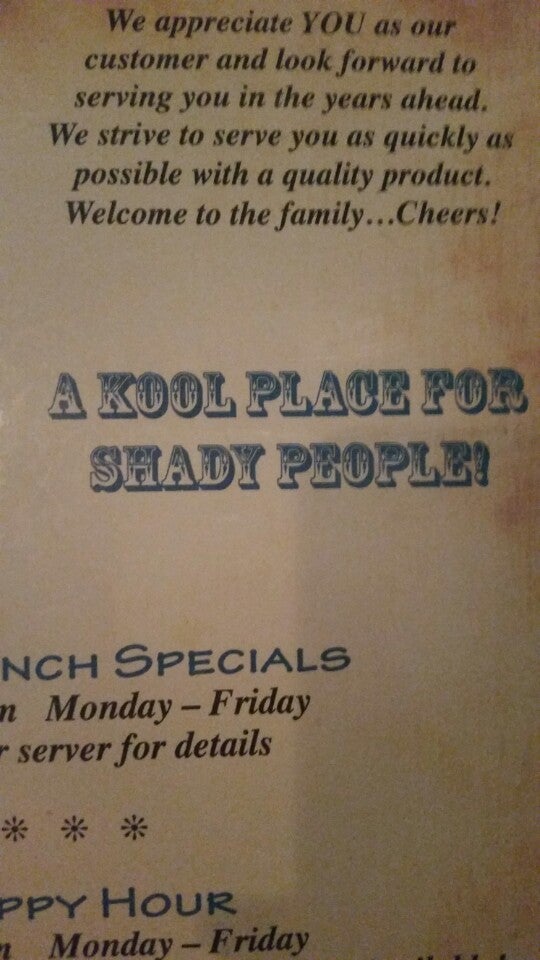 We appreciate YOU as our
customer and look forward to
serving you in the years ahead.
We strive to serve you as quickly as
possible with a quality product.
Welcome to the family...Cheers!
A KOOL PLACE FOR
SHADY PEOPLE!
NCH SPECIALS
m Monday – Friday
r server for details
PPY HOUR
m Monday – Friday